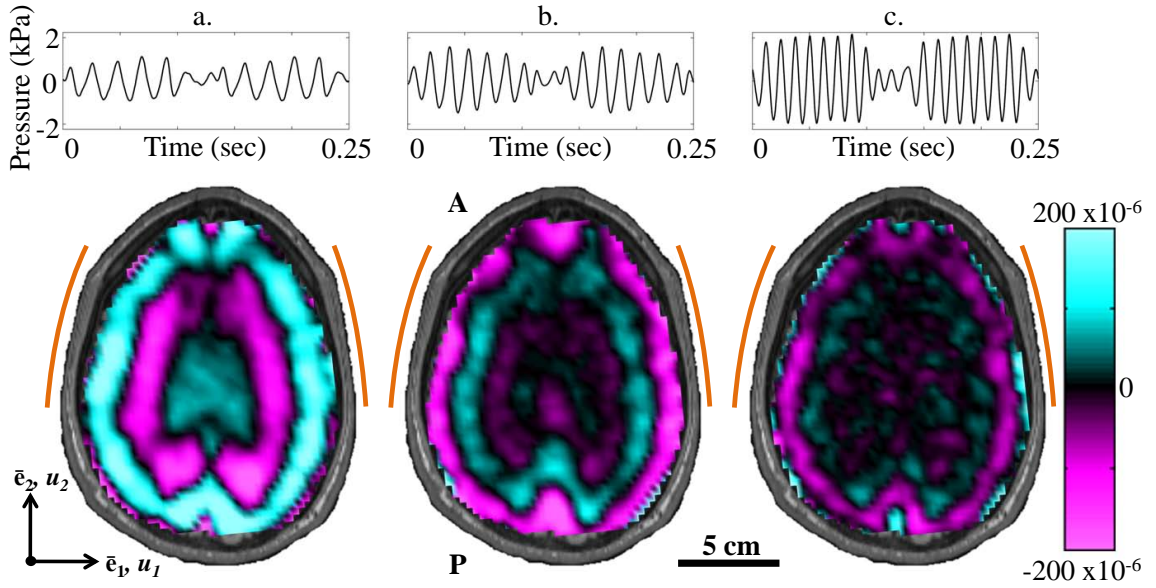 a.
b.
c.
Pressure (kPa)
2
0
-2
0 Time (sec) 0.25
0 Time (sec) 0.25
0 Time (sec) 0.25
A
200 x10⁻⁶
0
-200 x10⁻⁶
ē₂, u₂
ē₁, u₁
P
5 cm